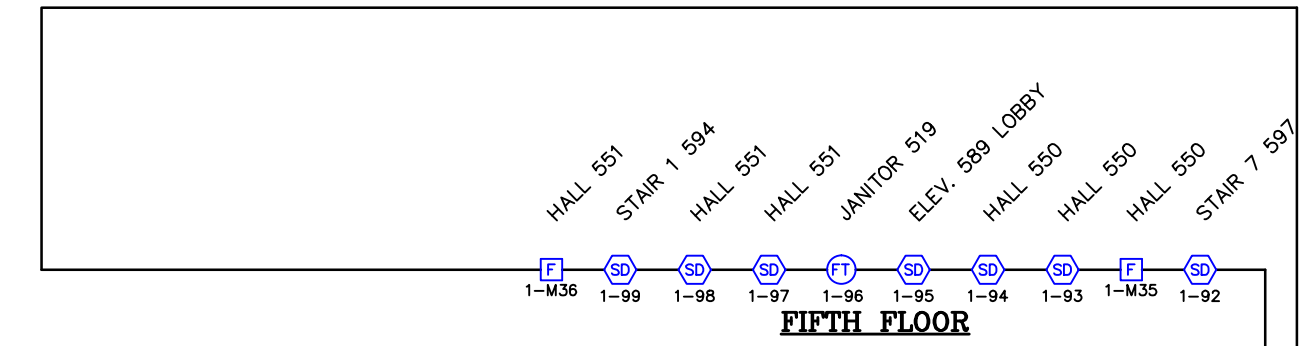 HALL 551
STAIR 1 594
HALL 551
HALL 551
JANITOR 519
ELEV. 589 LOBBY
HALL 550
HALL 550
HALL 550
STAIR 7 597
F SD SD SD FT SD SD SD F SD
1-M36 1-99 1-98 1-97 1-96 1-95 1-94 1-93 1-M35 1-92
FIFTH FLOOR